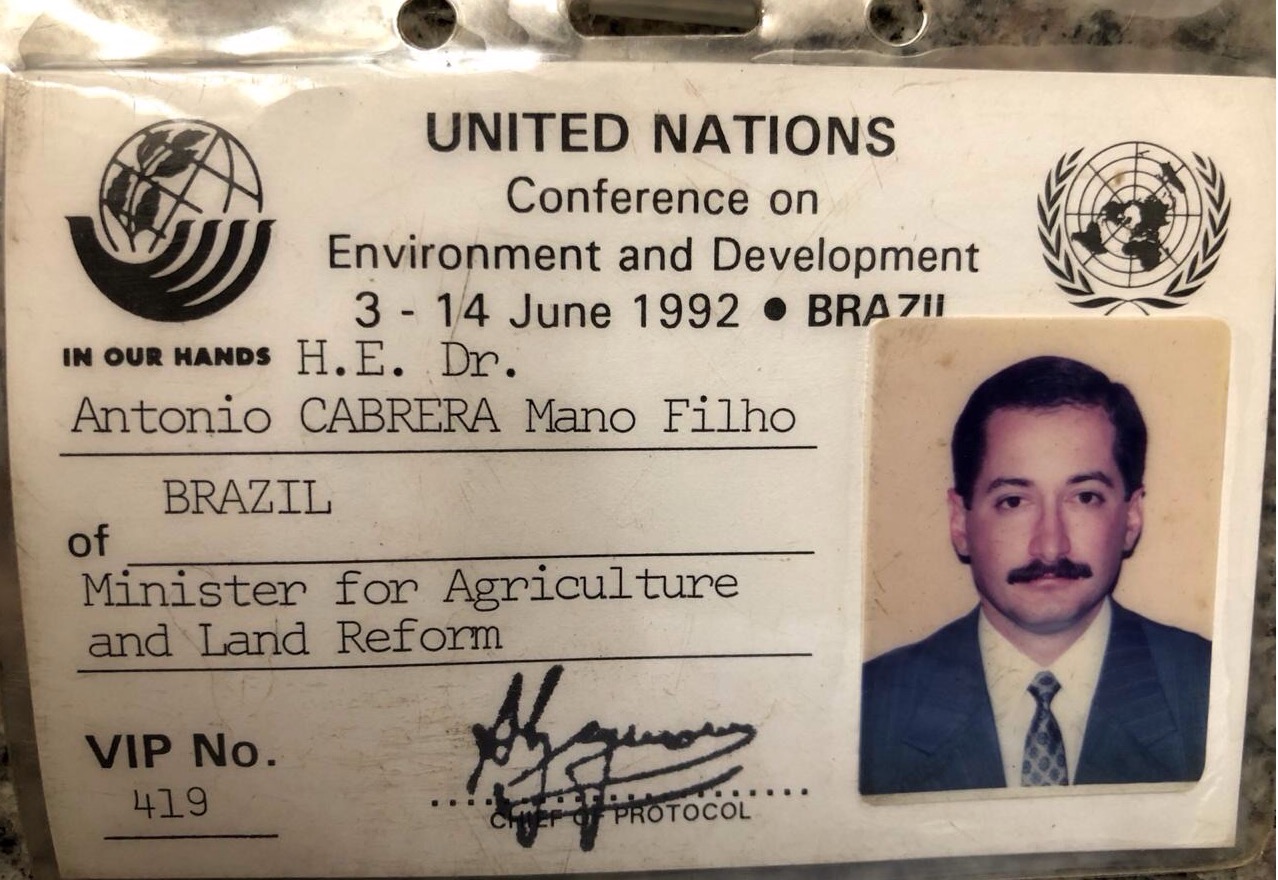 UNITED NATIONS
Conference on
Environment and Development
3 - 14 June 1992 • BRAZIL
IN OUR HANDS
H.E. Dr.
Antonio CABRERA Mano Filho
BRAZIL
of
Minister for Agriculture
and Land Reform
VIP No.
419
CHIEF OF PROTOCOL